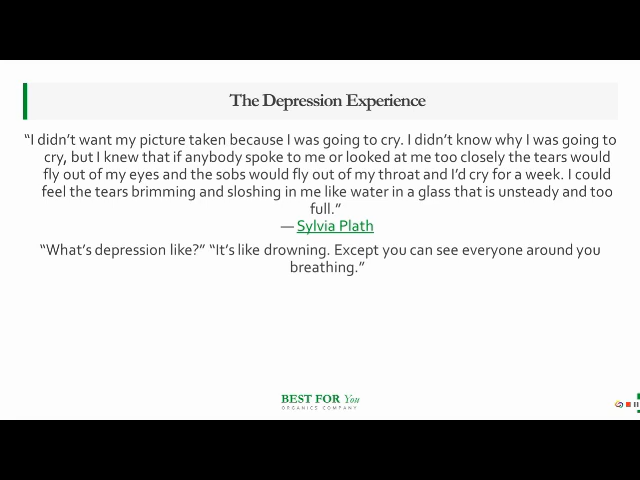 The Depression Experience
“I didn’t want my picture taken because I was going to cry. I didn’t know why I was going to
cry, but I knew that if anybody spoke to me or looked at me too closely the tears would
fly out of my eyes and the sobs would fly out of my throat and I’d cry for a week. I could
feel the tears brimming and sloshing in me like water in a glass that is unsteady and too
full.”
— Sylvia Plath
“What’s depression like?” “It’s like drowning. Except you can see everyone around you
breathing.”
BEST FOR You
ORGANICS COMPANY